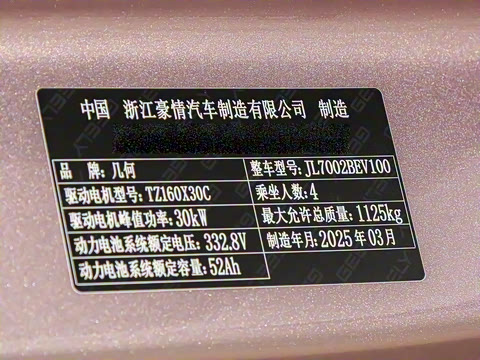 中国 浙江豪情汽车制造有限公司 制造
品 牌:几何 整车型号:JL7002BEV100
驱动电机型号:TZ160X30C 乘坐人数:4
驱动电机峰值功率:30kW 最大允许总质量:1125kg
动力电池系统额定电压:332.8V 制造年月:2025年03月
动力电池系统额定容量:52Ah